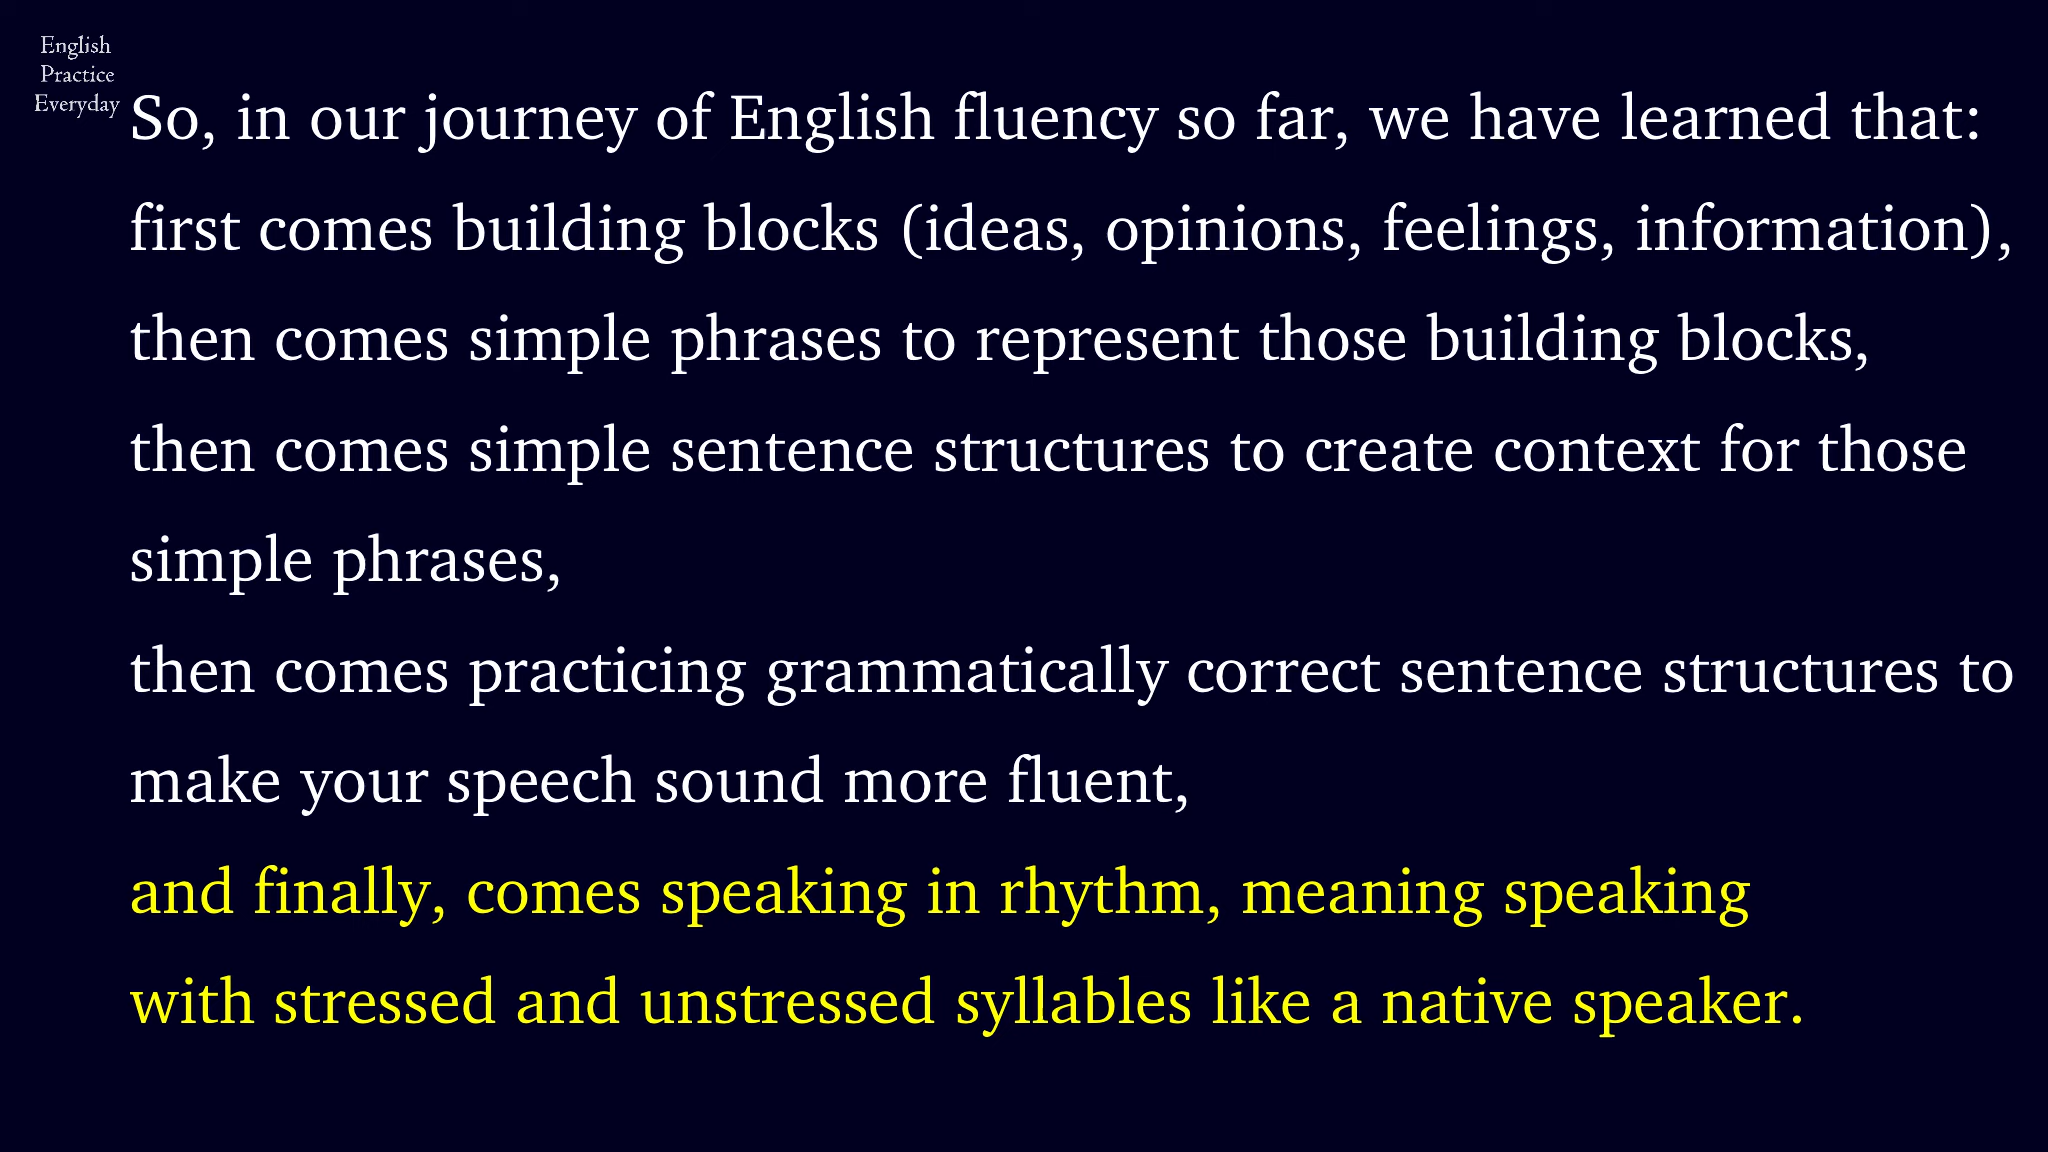 English
Practice
Everyday
So, in our journey of English fluency so far, we have learned that:
first comes building blocks (ideas, opinions, feelings, information),
then comes simple phrases to represent those building blocks,
then comes simple sentence structures to create context for those
simple phrases,
then comes practicing grammatically correct sentence structures to
make your speech sound more fluent,
and finally, comes speaking in rhythm, meaning speaking
with stressed and unstressed syllables like a native speaker.